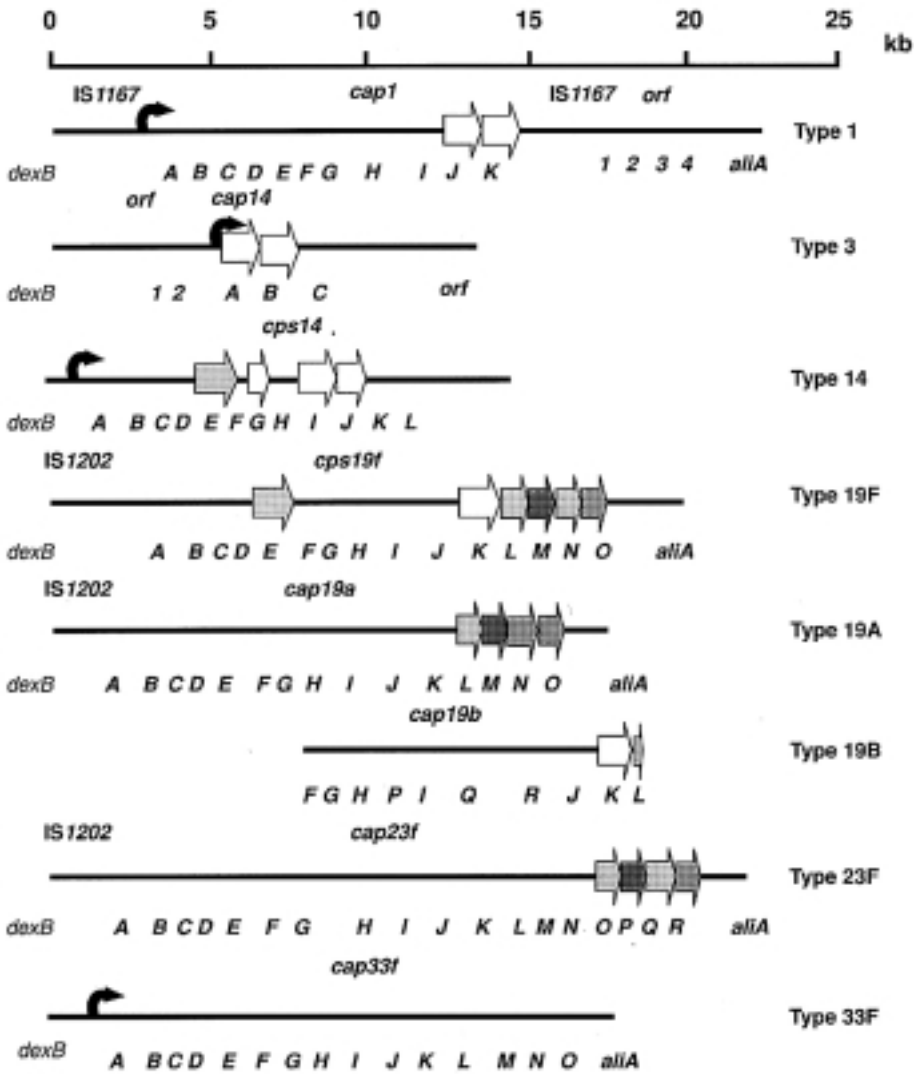 0 5 10 15 20 25
kb
IS1167 cap1 IS1167 orf
Type 1
dexB A B C D E F G H I J K 1 2 3 4 aliA
orf cap14
Type 3
dexB 1 2 A B C orf
cps14
Type 14
dexB A B C D E F G H I J K L
IS1202 cps19f
Type 19F
dexB A B C D E F G H I J K L M N O aliA
IS1202 cap19a
Type 19A
dexB A B C D E F G H I J K L M N O aliA
cap19b
Type 19B
F G H P I Q R J K L
IS1202 cap23f
Type 23F
dexB A B C D E F G H I J K L M N O P Q R aliA
cap33f
Type 33F
dexB A B C D E F G H I J K L M N O aliA